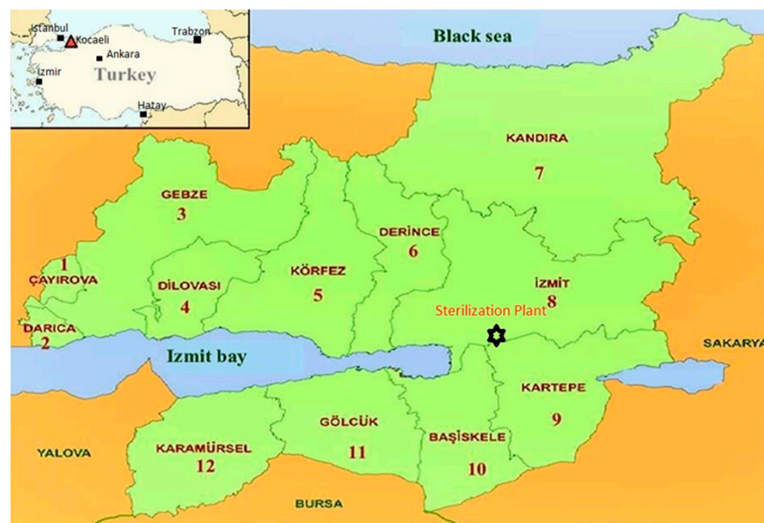 Istanbul
Kocaeli
Trabzon
Ankara
Turkey
Izmir
Hatay
Black sea
KANDIRA
7
GEBZE
3
DERİNCE
6
1
ÇAYIROVA
DİLOVASI
4
KÖRFEZ
5
İZMİT
8
Sterilization Plant
DARICA
2
Izmit bay
SAKARYA
KARTEPE
9
GÖLCÜK
11
BAŞİSKELE
10
KARAMÜRSEL
12
YALOVA
BURSA